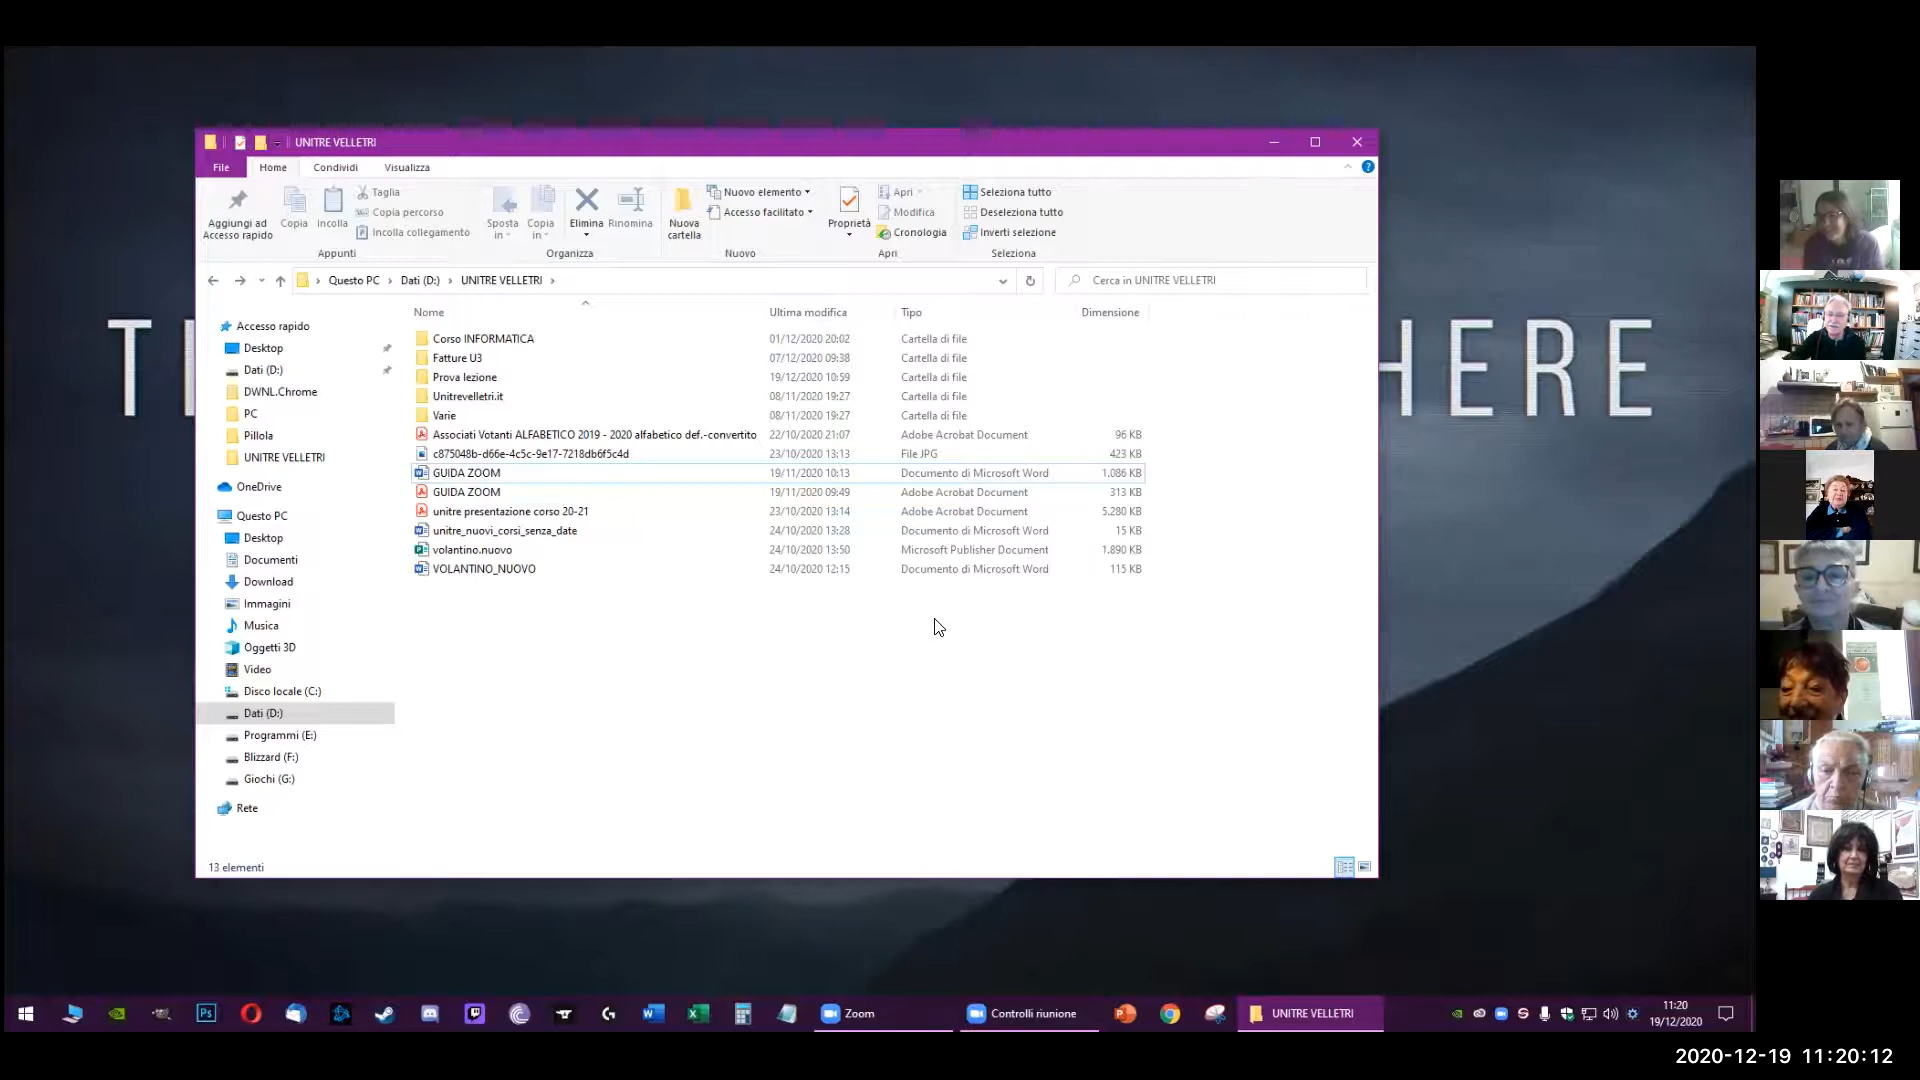 UNITRE VELLETRI
File Home Condividi Visualizza
Aggiungi ad
Accesso rapido
Copia
Incolla
Taglia
Copia percorso
Incolla collegamento
Appunti
Sposta
in
Copia
in
Elimina
Rinomina
Organizza
Nuova
cartella
Nuovo elemento
Accesso facilitato
Nuovo
Proprietà
Apri
Modifica
Cronologia
Apri
Seleziona tutto
Deseleziona tutto
Inverti selezione
Seleziona
Questo PC > Dati (D:) > UNITRE VELLETRI >
Cerca in UNITRE VELLETRI
Accesso rapido
Desktop
Dati (D:)
DWNL.Chrome
PC
Pillola
UNITRE VELLETRI
OneDrive
Questo PC
Desktop
Documenti
Download
Immagini
Musica
Oggetti 3D
Video
Disco locale (C:)
Dati (D:)
Programmi (E:)
Blizzard (F:)
Giochi (G:)
Rete
Nome Ultima modifica Tipo Dimensione
Corso INFORMATICA 01/12/2020 20:02 Cartella di file
Fatture U3 07/12/2020 09:38 Cartella di file
Prova lezione 19/12/2020 10:59 Cartella di file
Unitrevelletri.it 08/11/2020 19:27 Cartella di file
Varie 08/11/2020 19:27 Cartella di file
Associati Votanti ALFABETICO 2019 - 2020 alfabetico def.-convertito 22/10/2020 21:07 Adobe Acrobat Document 96 KB
c875048b-d66e-4c5c-9e17-7218db6f5c4d 23/10/2020 13:13 File JPG 423 KB
GUIDA ZOOM 19/11/2020 10:13 Documento di Microsoft Word 1.086 KB
GUIDA ZOOM 19/11/2020 09:49 Adobe Acrobat Document 313 KB
unitre presentazione corso 20-21 23/10/2020 13:14 Adobe Acrobat Document 5.280 KB
unitre_nuovi_corsi_senza_date 24/10/2020 13:28 Documento di Microsoft Word 15 KB
volantino.nuovo 24/10/2020 13:50 Microsoft Publisher Document 1.890 KB
VOLANTINO_NUOVO 24/10/2020 12:15 Documento di Microsoft Word 115 KB
13 elementi
HERE
Ps
Zoom
Controlli riunione
UNITRE VELLETRI
11:20
19/12/2020
2020-12-19 11:20:12